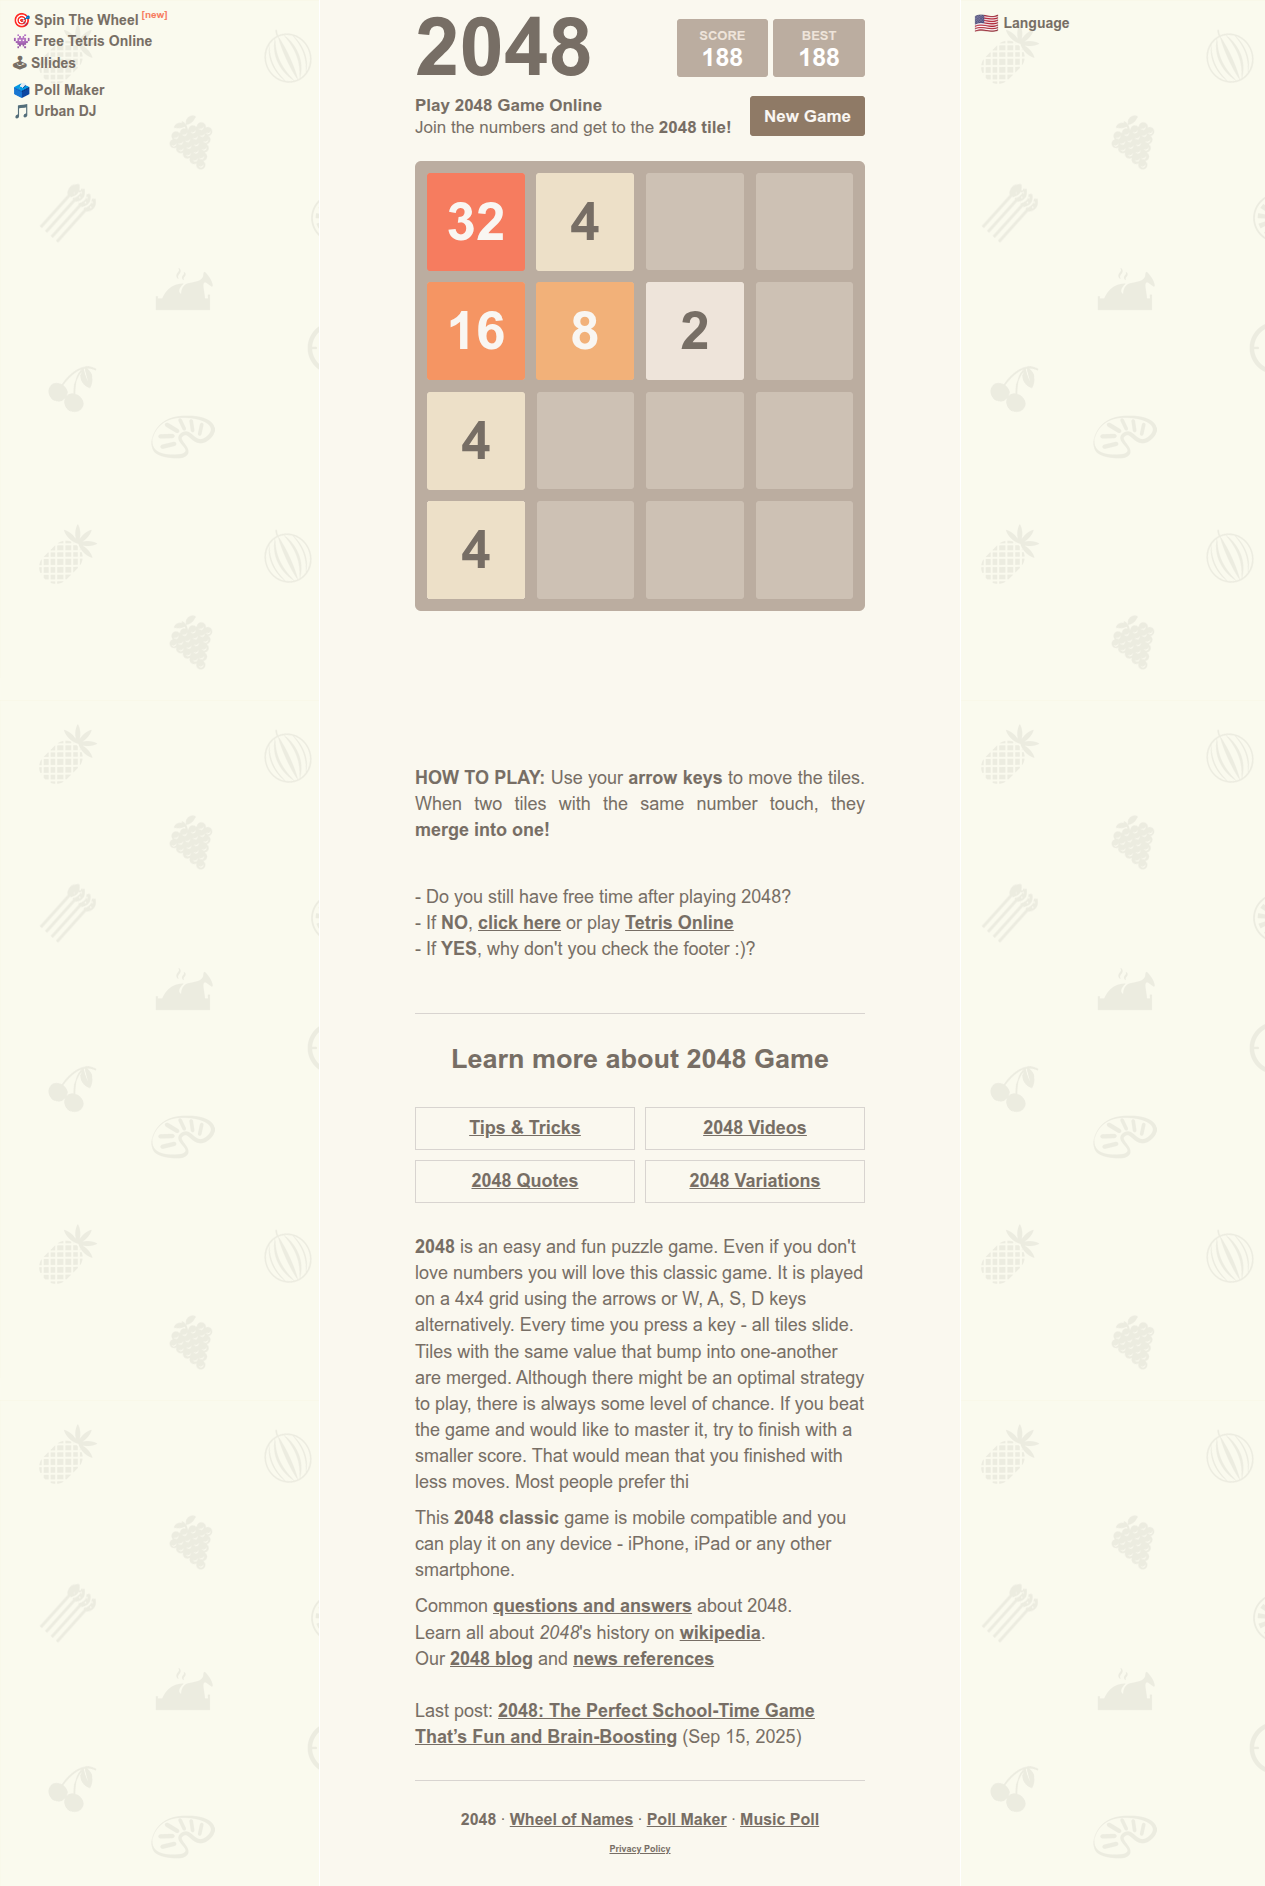 🎯 Spin The Wheel [new]
👾 Free Tetris Online
🕹 Sllides
🗳 Poll Maker
🎵 Urban DJ
🇺🇸 Language
2048
SCORE
188
BEST
188
Play 2048 Game Online
Join the numbers and get to the 2048 tile!
New Game
32 4
16 8 2
4
4
HOW TO PLAY: Use your arrow keys to move the tiles.
When two tiles with the same number touch, they
merge into one!
- Do you still have free time after playing 2048?
- If NO, click here or play Tetris Online
- If YES, why don't you check the footer :)?
Learn more about 2048 Game
Tips & Tricks
2048 Videos
2048 Quotes
2048 Variations
2048 is an easy and fun puzzle game. Even if you don't
love numbers you will love this classic game. It is played
on a 4x4 grid using the arrows or W, A, S, D keys
alternatively. Every time you press a key - all tiles slide.
Tiles with the same value that bump into one-another
are merged. Although there might be an optimal strategy
to play, there is always some level of chance. If you beat
the game and would like to master it, try to finish with a
smaller score. That would mean that you finished with
less moves. Most people prefer thi
This 2048 classic game is mobile compatible and you
can play it on any device - iPhone, iPad or any other
smartphone.
Common questions and answers about 2048.
Learn all about 2048's history on wikipedia.
Our 2048 blog and news references
Last post: 2048: The Perfect School-Time Game
That’s Fun and Brain-Boosting (Sep 15, 2025)
2048 · Wheel of Names · Poll Maker · Music Poll
Privacy Policy